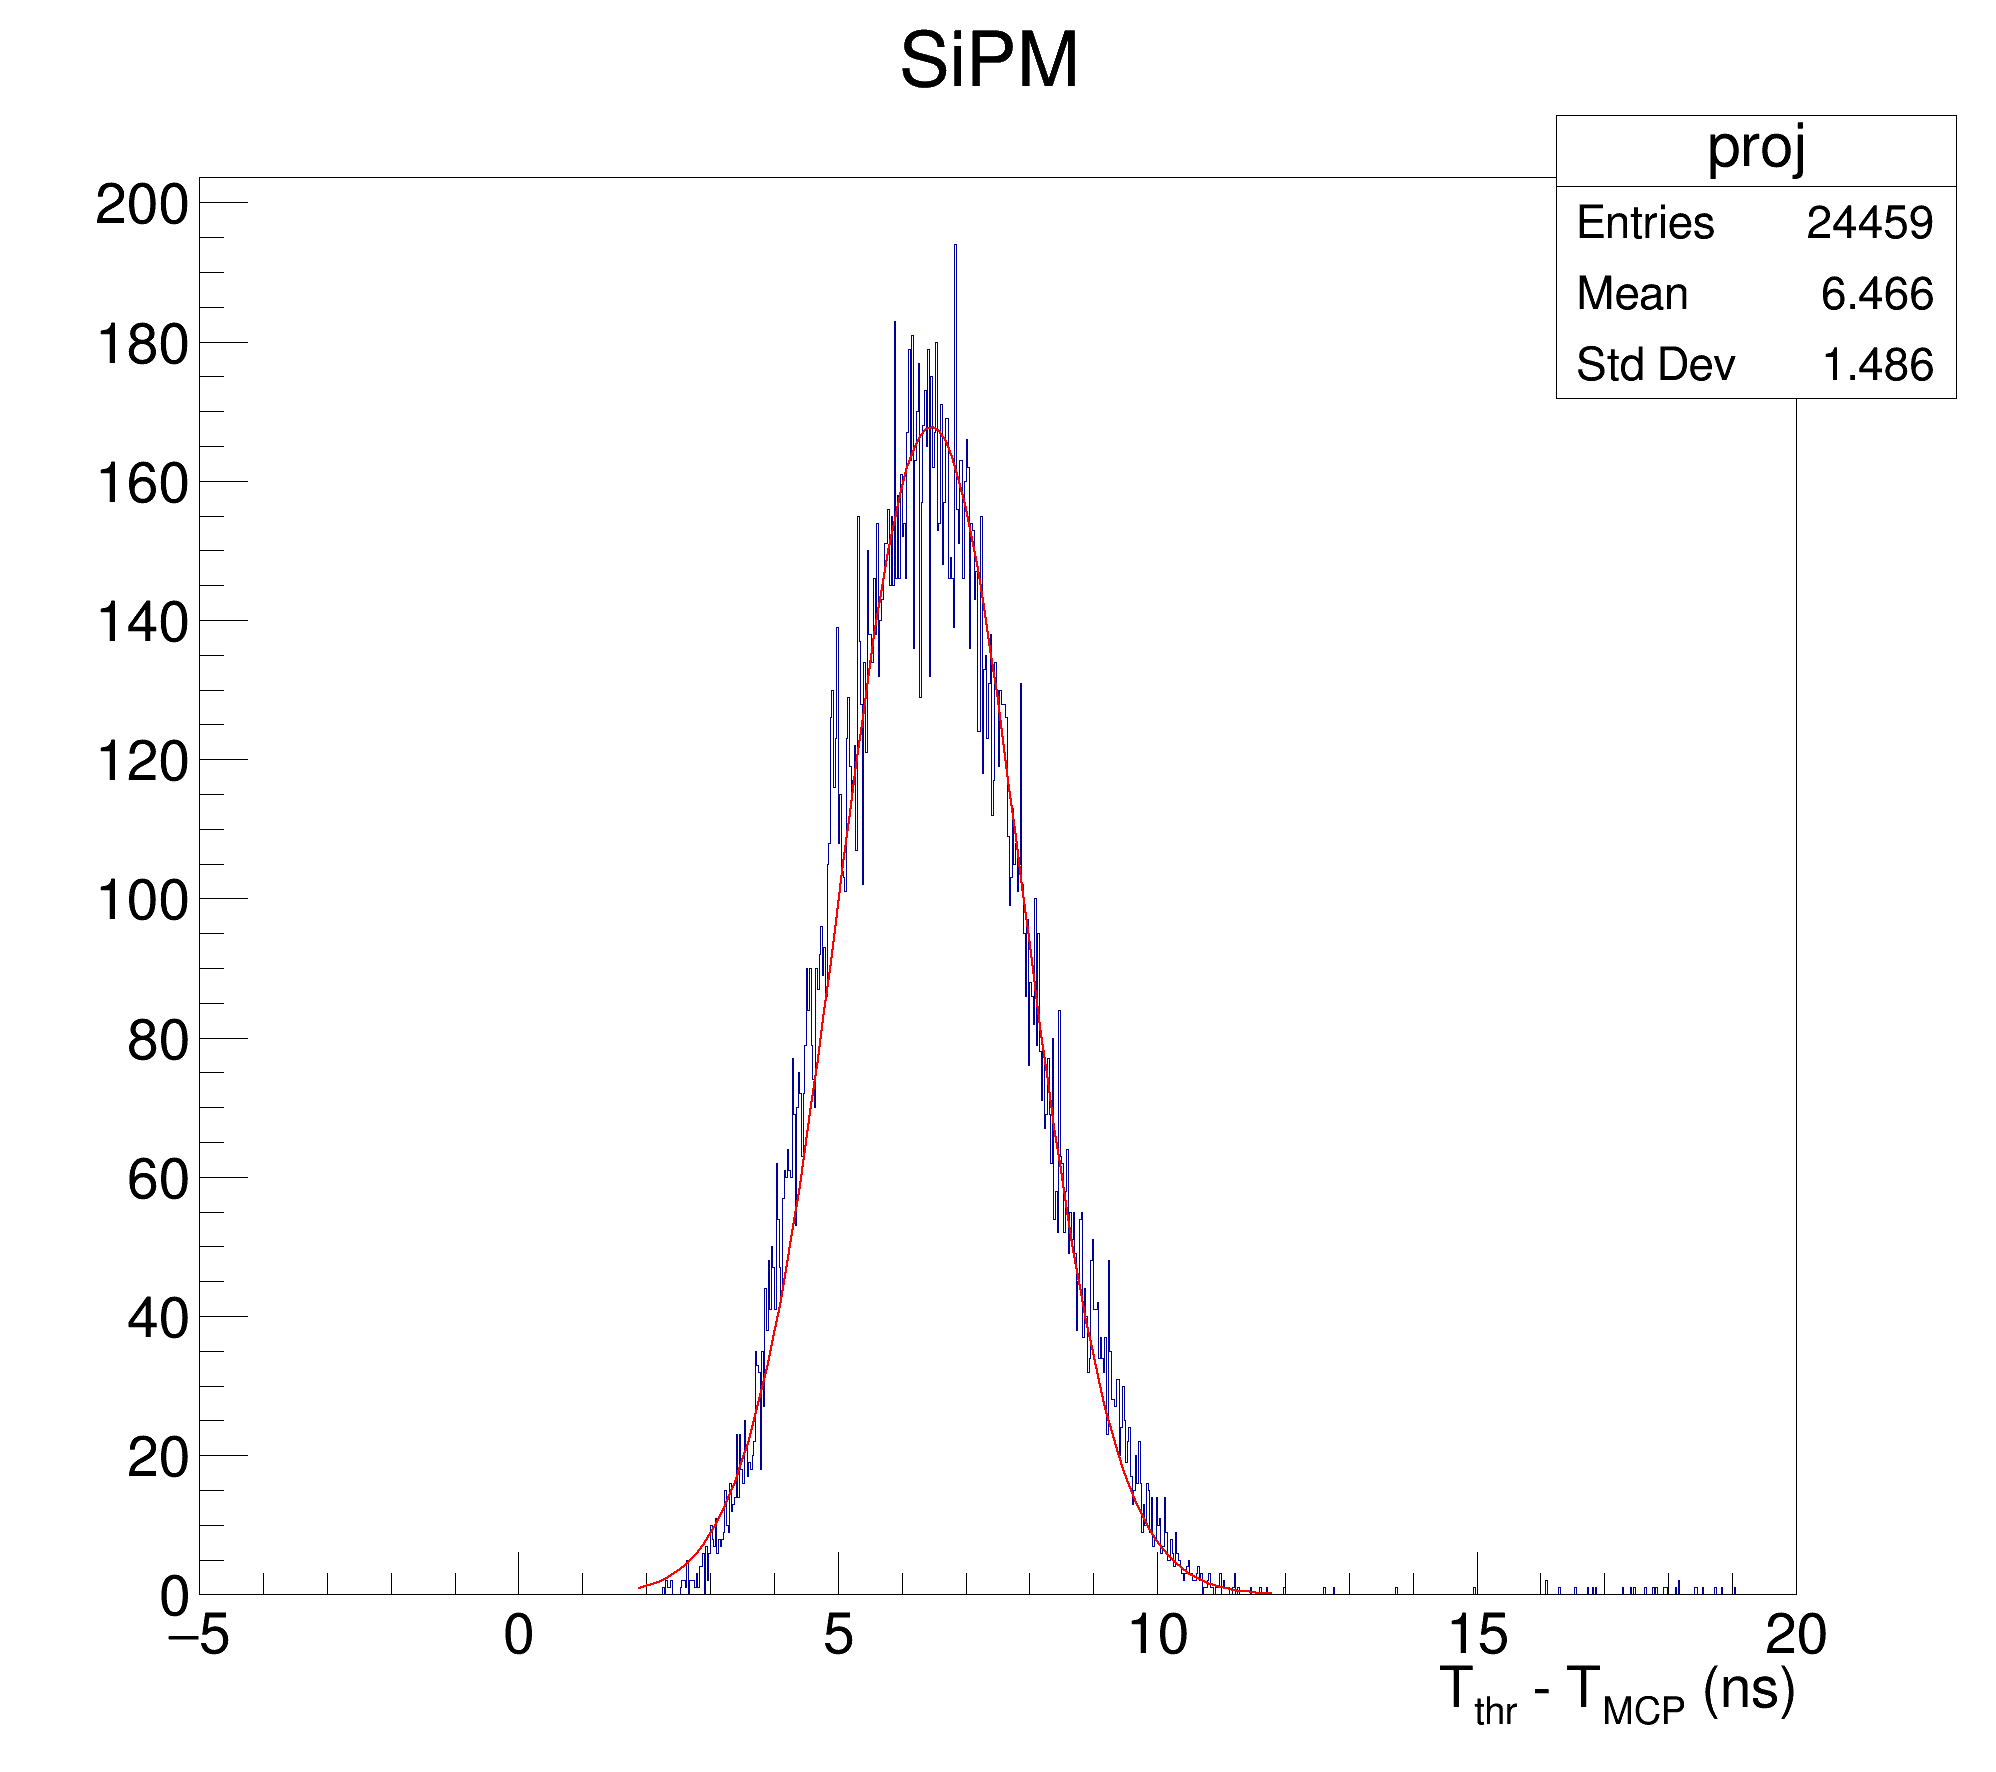 SiPM
proj
Entries 24459
Mean 6.466
Std Dev 1.486
200
180
160
140
120
100
80
60
40
20
0
−5 0 5 10 15 20
T_thr - T_MCP (ns)